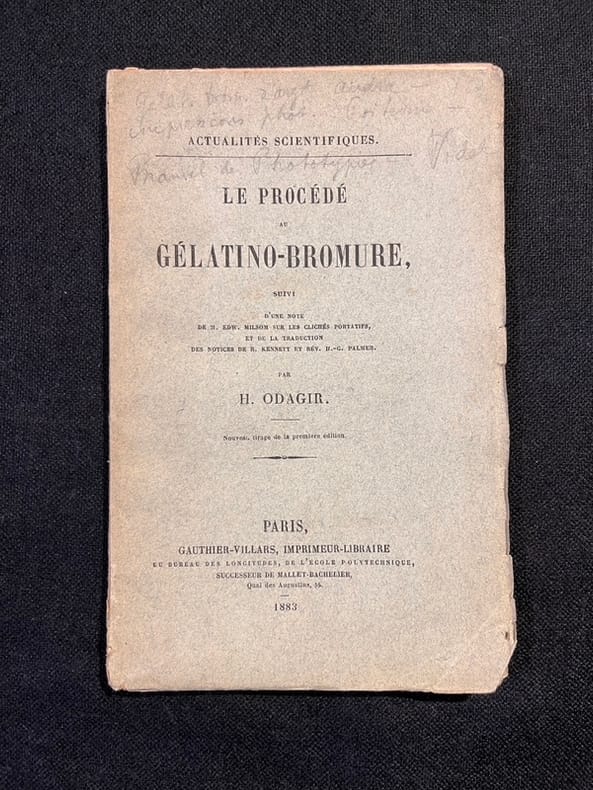 ACTUALITÉS SCIENTIFIQUES.
Manuel de Phototypie - Vidal
LE PROCÉDÉ
AU
GÉLATINO-BROMURE,
SUIVI
D'UNE NOTE
DE M. EDW. MILSOM SUR LES CLICHÉS PORTATIFS,
ET DE LA TRADUCTION
DES NOTICES DE R. KENNETT ET RÉV. H.-G. PALMER.
PAR
H. ODAGIR.
Nouveau tirage de la première édition.
PARIS,
GAUTHIER-VILLARS, IMPRIMEUR-LIBRAIRE
DU BUREAU DES LONGITUDES, DE L'ÉCOLE POLYTECHNIQUE,
SUCCESSEUR DE MALLET-BACHELIER,
Quai des Augustins, 55.
1883